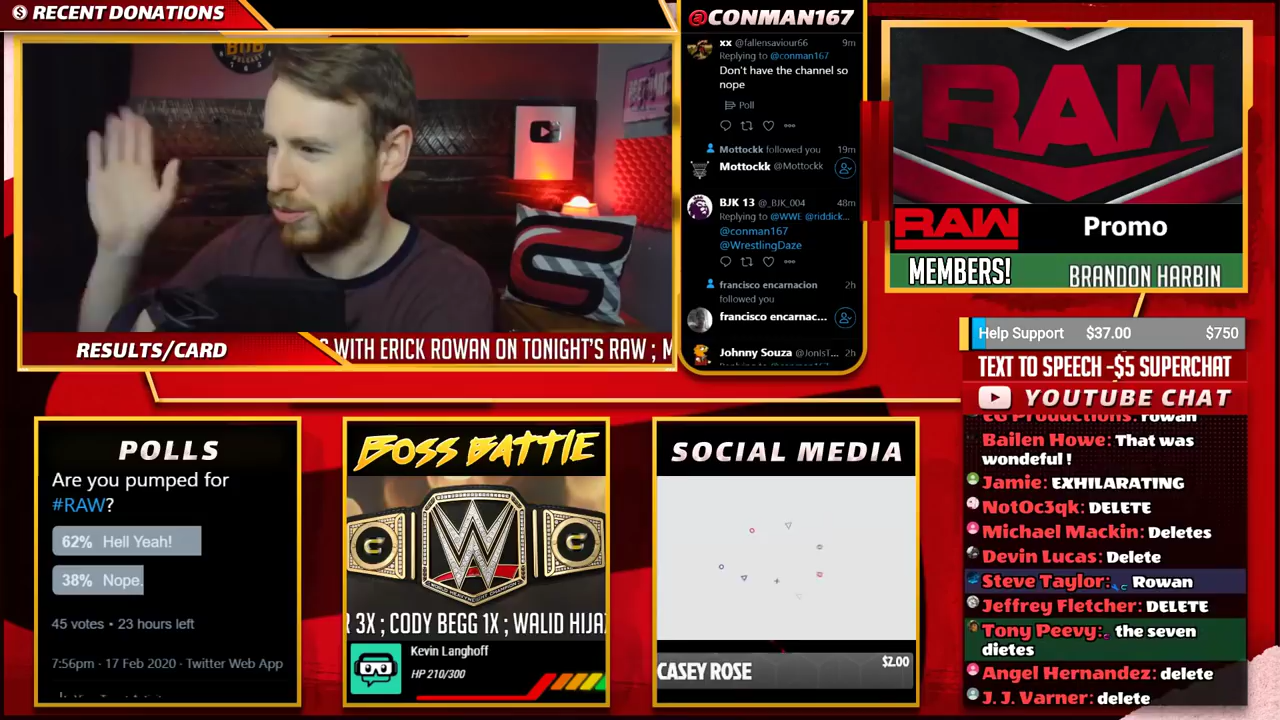 $ RECENT DONATIONS
RESULTS/CARD
S WITH ERICK ROWAN ON TONIGHT'S RAW ; M
@CONMAN167
xx @fallensaviour66 9m
Replying to @conman167
Don't have the channel so
nope
Poll
Mottockk followed you 19m
Mottockk @Mottockk
BJK 13 @_BJK_004 48m
Replying to @WWE @riddick...
@conman167
@WrestlingDaze
francisco encarnacion 2h
followed you
francisco encarnac...
Johnny Souza @JonisT... 2h
RAW
RAW
Promo
MEMBERS!
BRANDON HARBIN
Help Support $37.00 $750
TEXT TO SPEECH -$5 SUPERCHAT
YOUTUBE CHAT
CG Productions: rowan
Bailen Howe: That was
wondeful !
Jamie: EXHILARATING
NotOc3qk: DELETE
Michael Mackin: Deletes
Devin Lucas: Delete
Steve Taylor: Rowan
Jeffrey Fletcher: DELETE
Tony Peevy: the seven
dietes
Angel Hernandez: delete
J. J. Varner: delete
POLLS
Are you pumped for
#RAW?
62% Hell Yeah!
38% Nope.
45 votes • 23 hours left
7:56pm · 17 Feb 2020 · Twitter Web App
BOSS BATTLE
W
R 3X ; CODY BEGG 1X ; WALID HIJA
Kevin Langhoff
HP 210/300
SOCIAL MEDIA
CASEY ROSE
$2.00